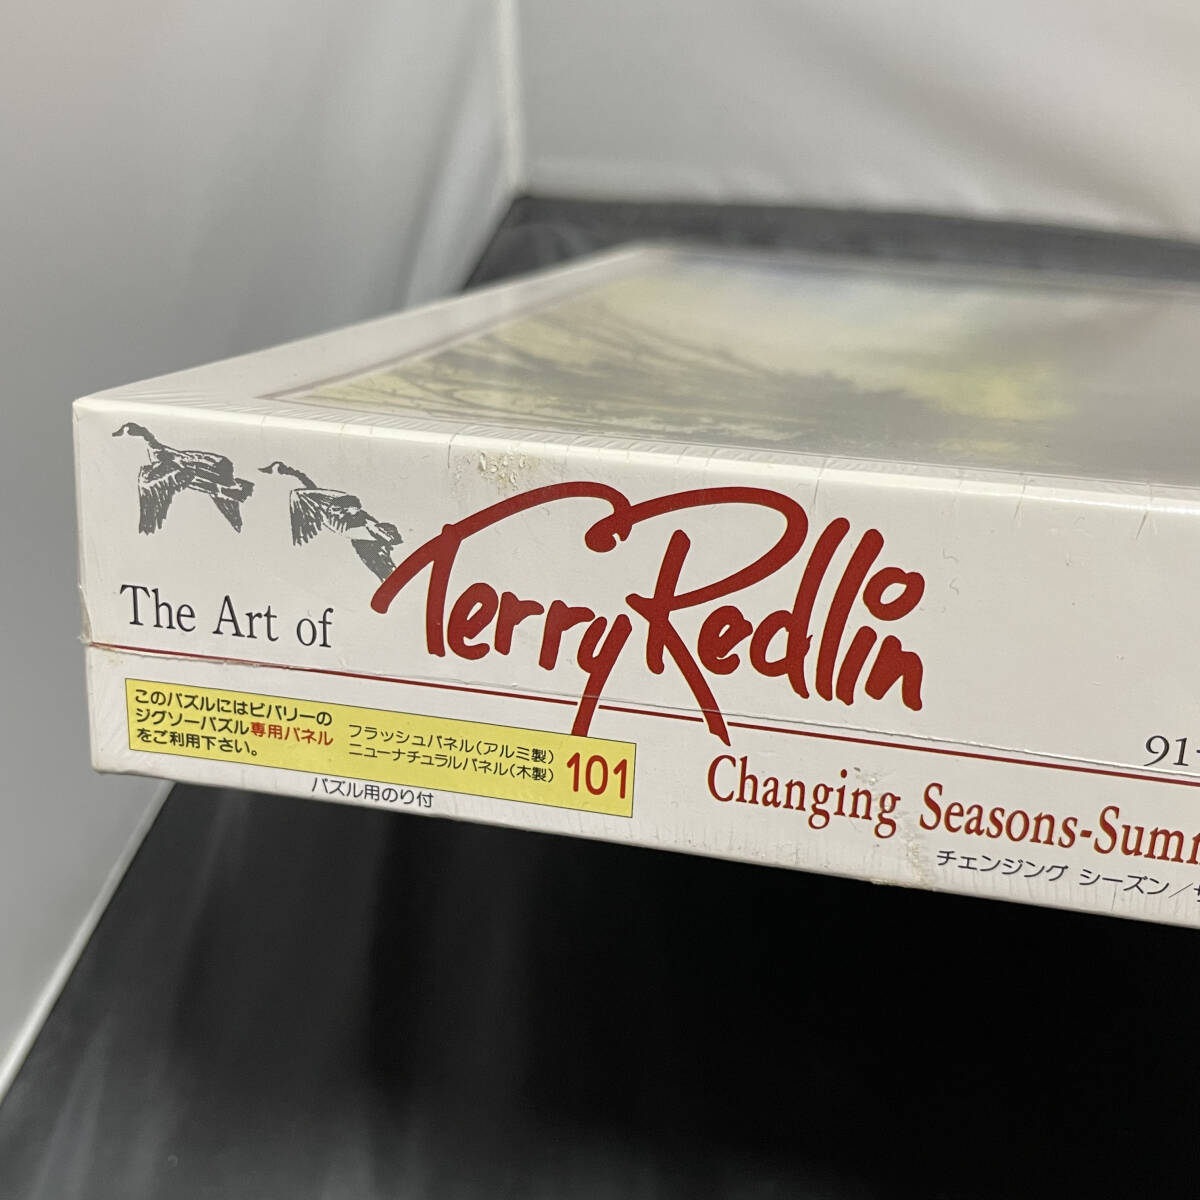 The Art of Terry Redlin
このパズルにはビバリーの
ジグソーパズル専用パネル
をご利用下さい。
フラッシュパネル(アルミ製)
ニューナチュラルパネル(木製)
101
パズル用のり付
91-
Changing Seasons-Summ
チェンジング シーズン/